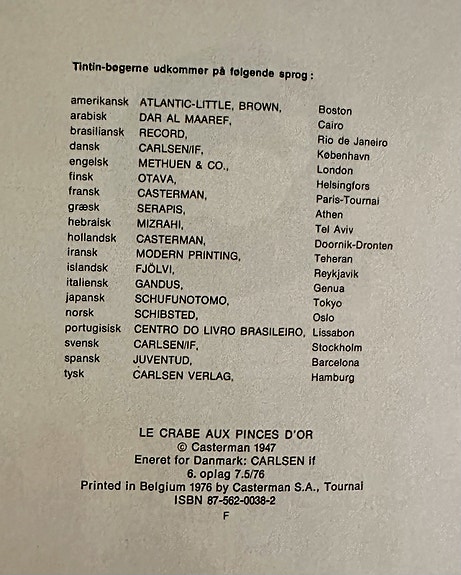 Tintin-bøgerne udkommer på følgende sprog:
amerikansk ATLANTIC-LITTLE, BROWN, Boston
arabisk DAR AL MAAREF, Cairo
brasiliansk RECORD, Rio de Janeiro
dansk CARLSEN/IF, København
engelsk METHUEN & CO., London
finsk OTAVA, Helsingfors
fransk CASTERMAN, Paris-Tournai
græsk SERAPIS, Athen
hebraisk MIZRAHI, Tel Aviv
hollandsk CASTERMAN, Doornik-Dronten
iransk MODERN PRINTING, Teheran
islandsk FJÖLVI, Reykjavik
italiensk GANDUS, Genua
japansk SCHUFUNOTOMO, Tokyo
norsk SCHIBSTED, Oslo
portugisisk CENTRO DO LIVRO BRASILEIRO, Lissabon
svensk CARLSEN/IF, Stockholm
spansk JUVENTUD, Barcelona
tysk CARLSEN VERLAG, Hamburg
LE CRABE AUX PINCES D'OR
© Casterman 1947
Eneret for Danmark: CARLSEN if
6. oplag 7.5/76
Printed in Belgium 1976 by Casterman S.A., Tournai
ISBN 87-562-0038-2
F